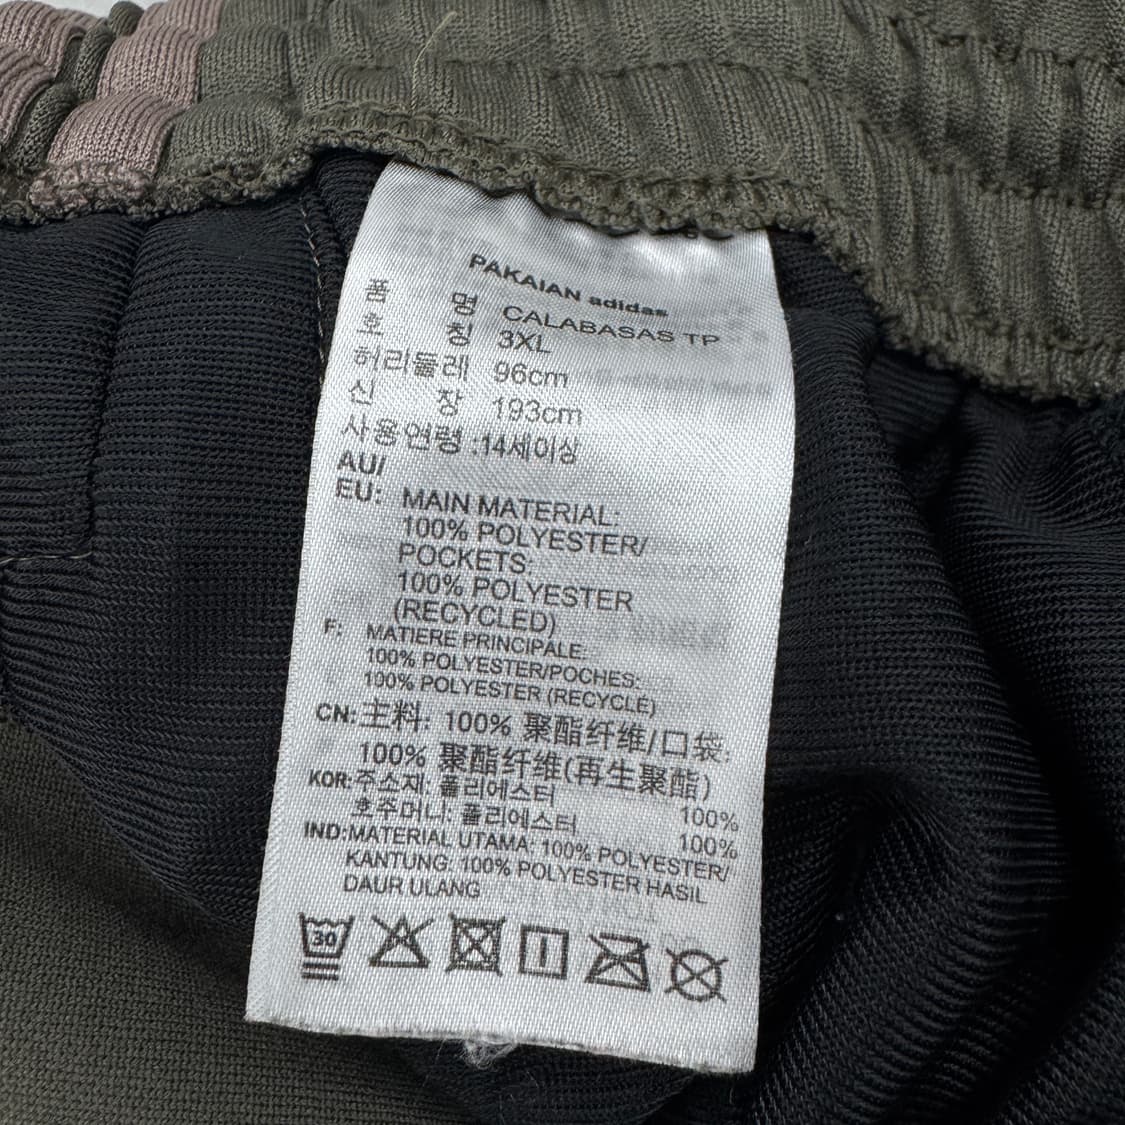 PAKAIAN adidas
품 명 CALABASAS TP
호 칭 3XL
허리둘레 96cm
신 장 193cm
사용연령 :14세이상
AU/
EU: MAIN MATERIAL:
100% POLYESTER/
POCKETS:
100% POLYESTER
(RECYCLED)
F: MATIERE PRINCIPALE:
100% POLYESTER/POCHES:
100% POLYESTER (RECYCLE)
CN:主料: 100% 聚酯纤维/口袋:
100% 聚酯纤维(再生聚酯)
KOR:주소재: 폴리에스터 100%
호주머니: 폴리에스터 100%
IND:MATERIAL UTAMA: 100% POLYESTER/
KANTUNG: 100% POLYESTER HASIL
DAUR ULANG
30